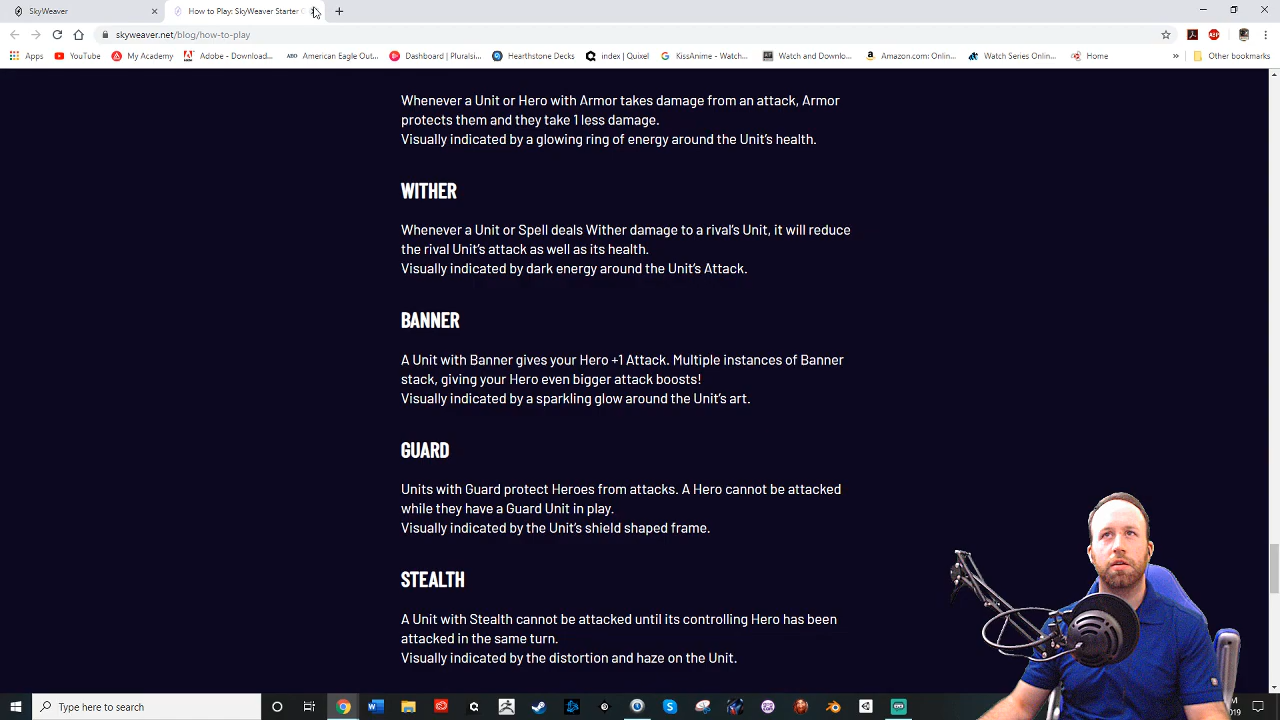 SkyWeaver
How to Play: SkyWeaver Starter
skyweaver.net/blog/how-to-play
Apps YouTube My Academy Adobe - Download... American Eagle Out... Dashboard | Pluralsi... Hearthstone Decks index | Quixel KissAnime - Watch... Watch and Downlo... Amazon.com: Onlin... Watch Series Onlin... Home » Other bookmarks
Whenever a Unit or Hero with Armor takes damage from an attack, Armor
protects them and they take 1 less damage.
Visually indicated by a glowing ring of energy around the Unit's health.
WITHER
Whenever a Unit or Spell deals Wither damage to a rival's Unit, it will reduce
the rival Unit's attack as well as its health.
Visually indicated by dark energy around the Unit's Attack.
BANNER
A Unit with Banner gives your Hero +1 Attack. Multiple instances of Banner
stack, giving your Hero even bigger attack boosts!
Visually indicated by a sparkling glow around the Unit's art.
GUARD
Units with Guard protect Heroes from attacks. A Hero cannot be attacked
while they have a Guard Unit in play.
Visually indicated by the Unit's shield shaped frame.
STEALTH
A Unit with Stealth cannot be attacked until its controlling Hero has been
attacked in the same turn.
Visually indicated by the distortion and haze on the Unit.
Type here to search